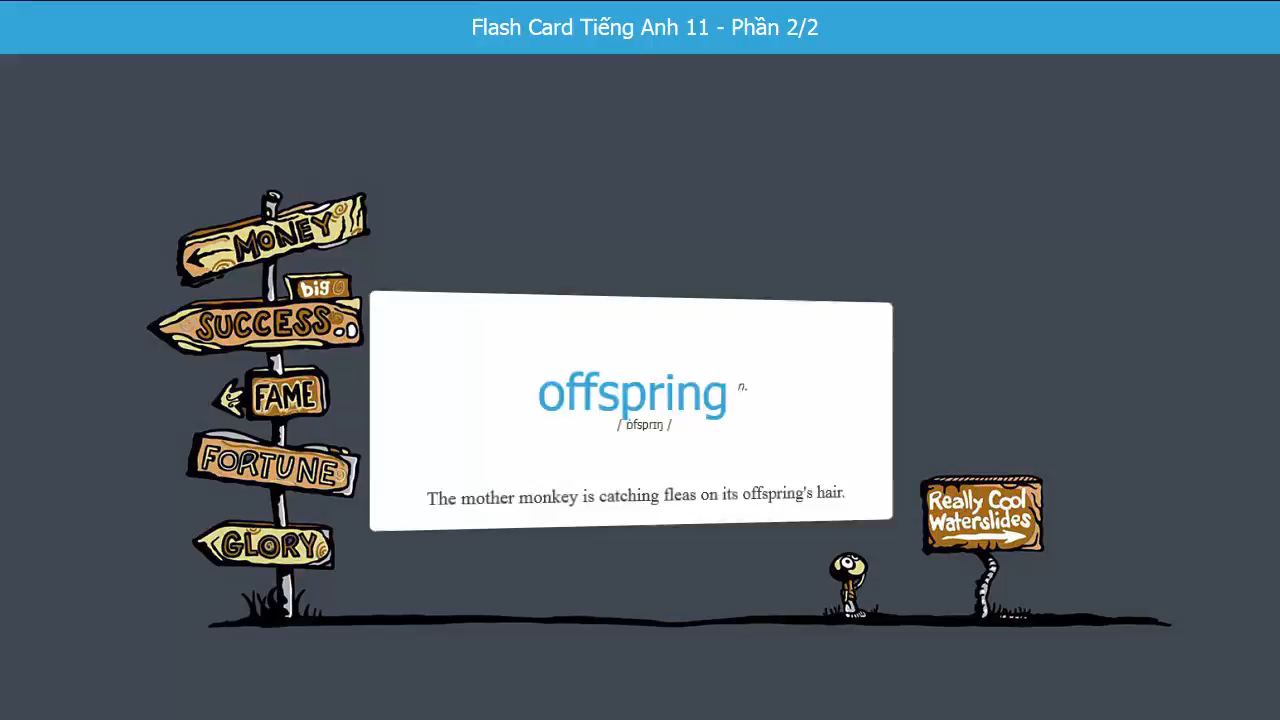 Flash Card Tiếng Anh 11 - Phần 2/2
MONEY
big
SUCCESS
FAME
FORTUNE
GLORY
offspring n.
/ ˈɒfsprɪŋ /
The mother monkey is catching fleas on its offspring's hair.
Really Cool
Waterslides